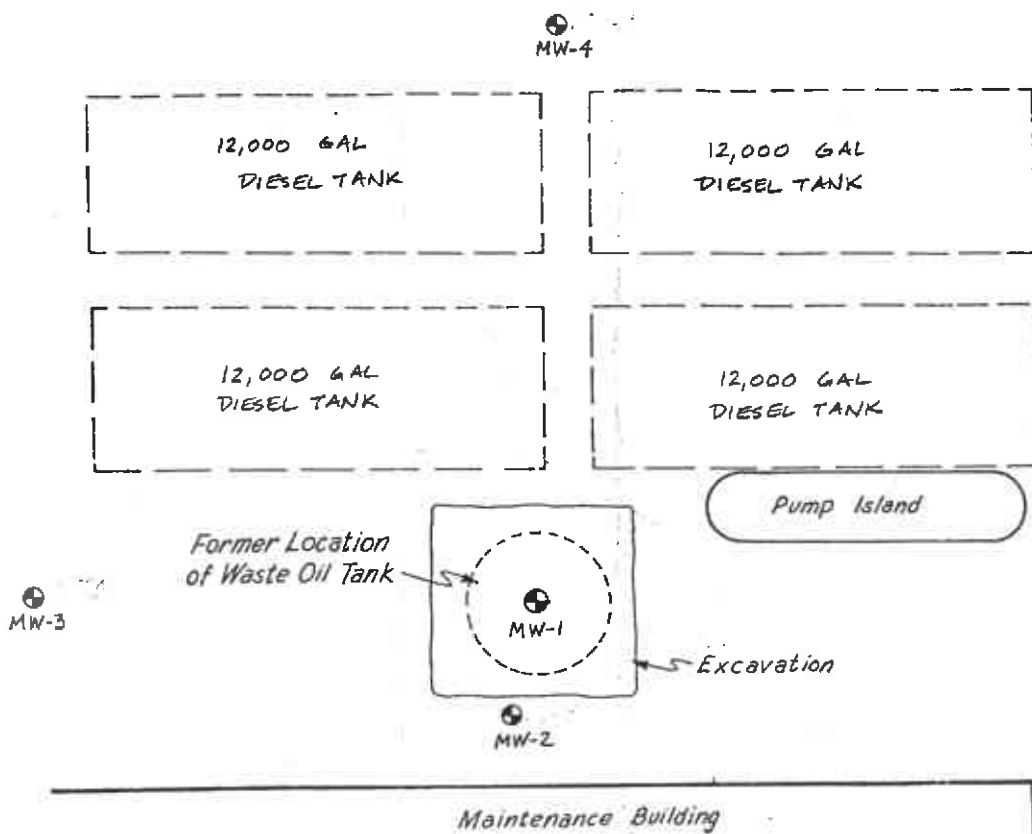 MW-4
12,000 GAL
DIESEL TANK
12,000 GAL
DIESEL TANK
12,000 GAL
DIESEL TANK
12,000 GAL
DIESEL TANK
Pump Island
Former Location
of Waste Oil Tank
MW-3
MW-1
Excavation
MW-2
Maintenance Building